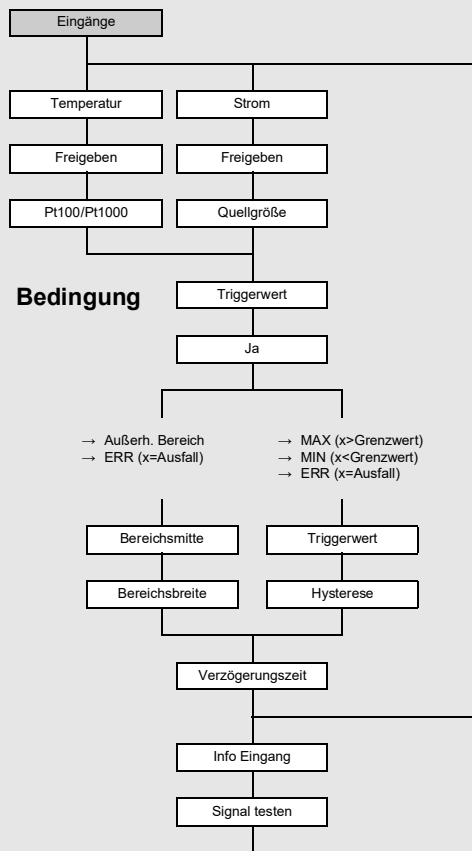 Eingänge
Temperatur
Strom
Freigeben
Freigeben
Pt100/Pt1000
Quellgröße
Bedingung
Triggerwert
Ja
→ Außerh. Bereich
→ ERR (x=Ausfall)
→ MAX (x>Grenzwert)
→ MIN (x<Grenzwert)
→ ERR (x=Ausfall)
Bereichsmitte
Triggerwert
Bereichsbreite
Hysterese
Verzögerungszeit
Info Eingang
Signal testen